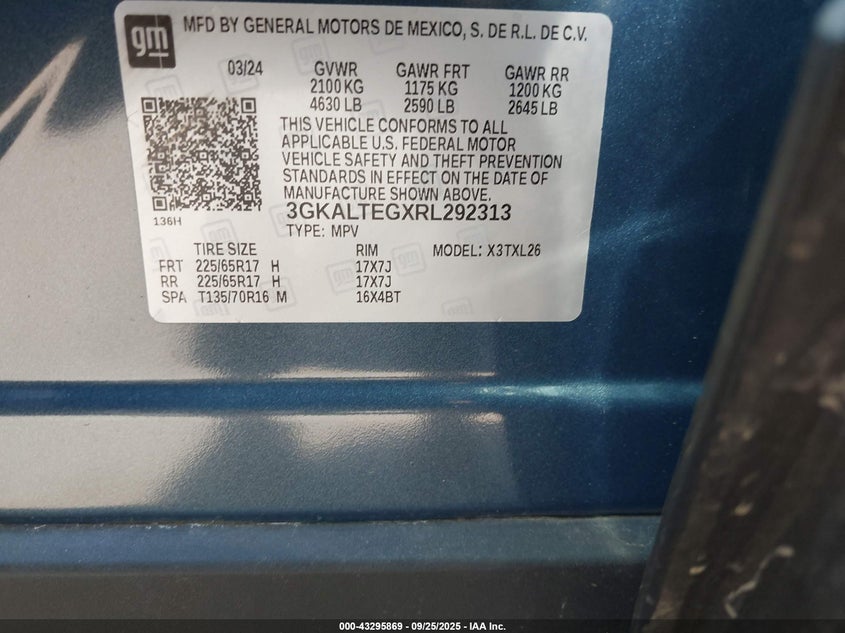 gm
MFD BY GENERAL MOTORS DE MEXICO, S. DE R.L. DE C.V.
03/24 GVWR GAWR FRT GAWR RR
2100 KG 1175 KG 1200 KG
4630 LB 2590 LB 2645 LB
THIS VEHICLE CONFORMS TO ALL
APPLICABLE U.S. FEDERAL MOTOR
VEHICLE SAFETY AND THEFT PREVENTION
STANDARDS IN EFFECT ON THE DATE OF
MANUFACTURE SHOWN ABOVE.
136H
3GKALTEGXRL292313
TYPE: MPV
TIRE SIZE RIM MODEL: X3TXL26
FRT 225/65R17 H 17X7J
RR 225/65R17 H 17X7J
SPA T135/70R16 M 16X4BT
000-43295869 - 09/25/2025 - IAA Inc.